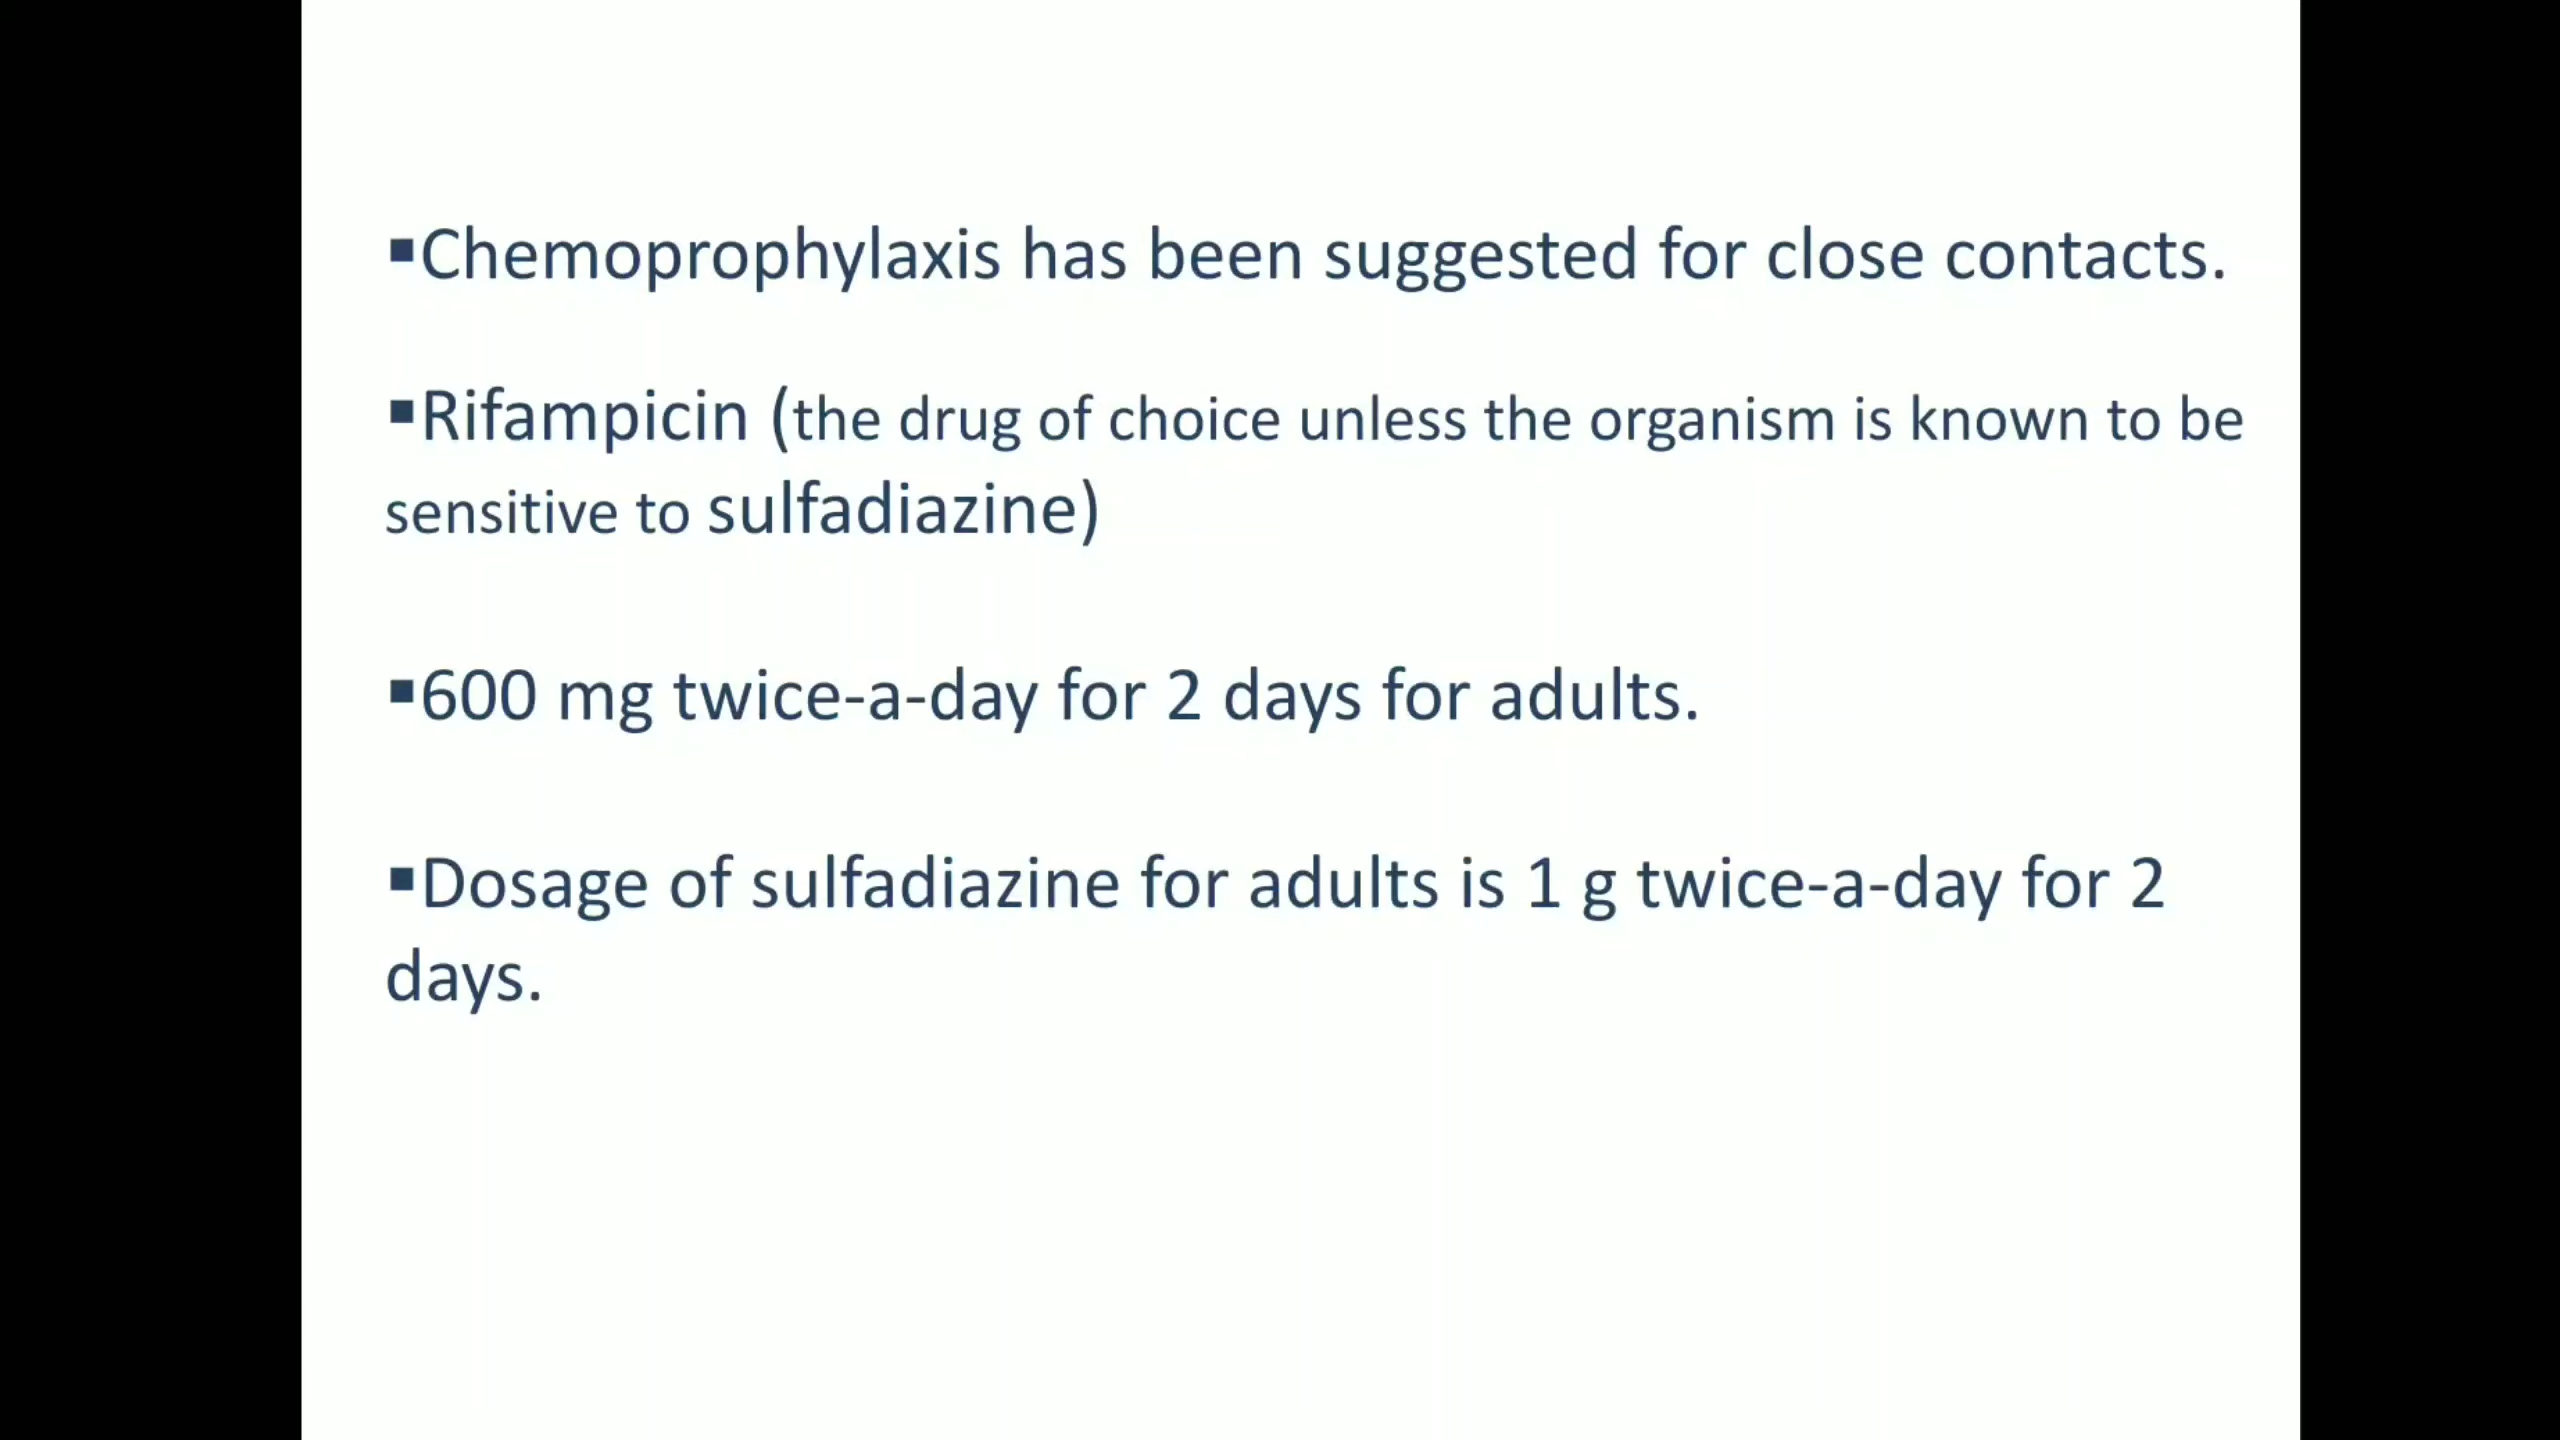 ▪Chemoprophylaxis has been suggested for close contacts.
▪Rifampicin (the drug of choice unless the organism is known to be
sensitive to sulfadiazine)
▪600 mg twice-a-day for 2 days for adults.
▪Dosage of sulfadiazine for adults is 1 g twice-a-day for 2
days.